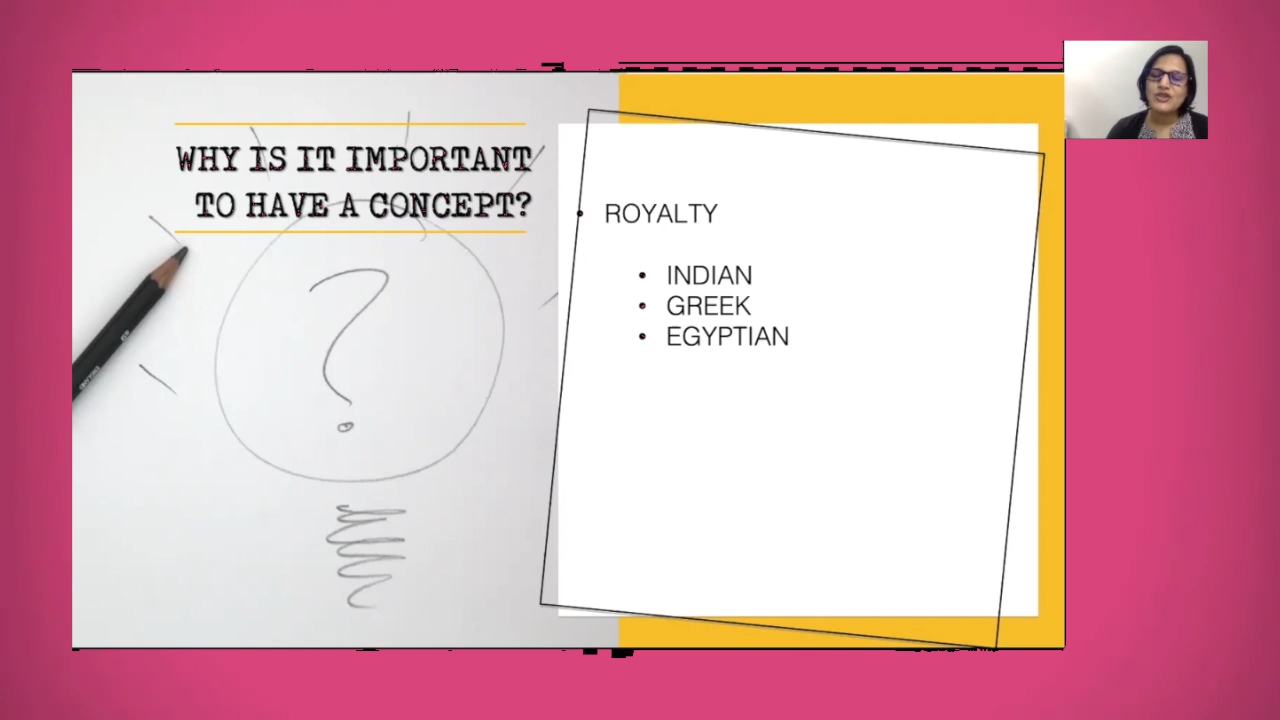 WHY IS IT IMPORTANT
TO HAVE A CONCEPT?
• ROYALTY
• INDIAN
• GREEK
• EGYPTIAN